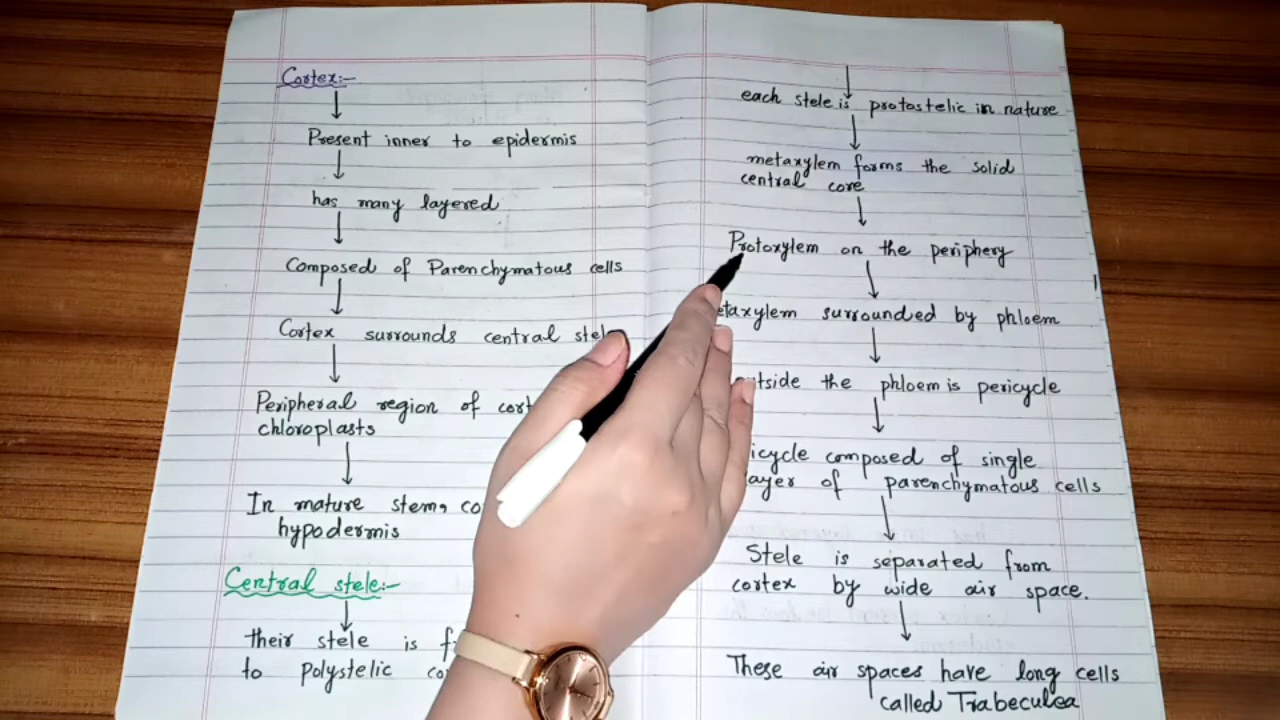 Cortex:-
Present inner to epidermis
has many layered
Composed of Parenchymatous cells
Cortex surrounds central
Peripheral region of
chloroplasts
In mature stem,
hypodermis
Central stele:-
Their stele is
to polystelic
each stele is protostelic in nature
metaxylem forms the solid
central core
Protoxylem on the periphery
surrounded by phloem
the phloem is pericycle
composed of single
of parenchymatous cells
Stele is separated from
cortex by wide air space.
These air spaces have long cells
called Trabeculea